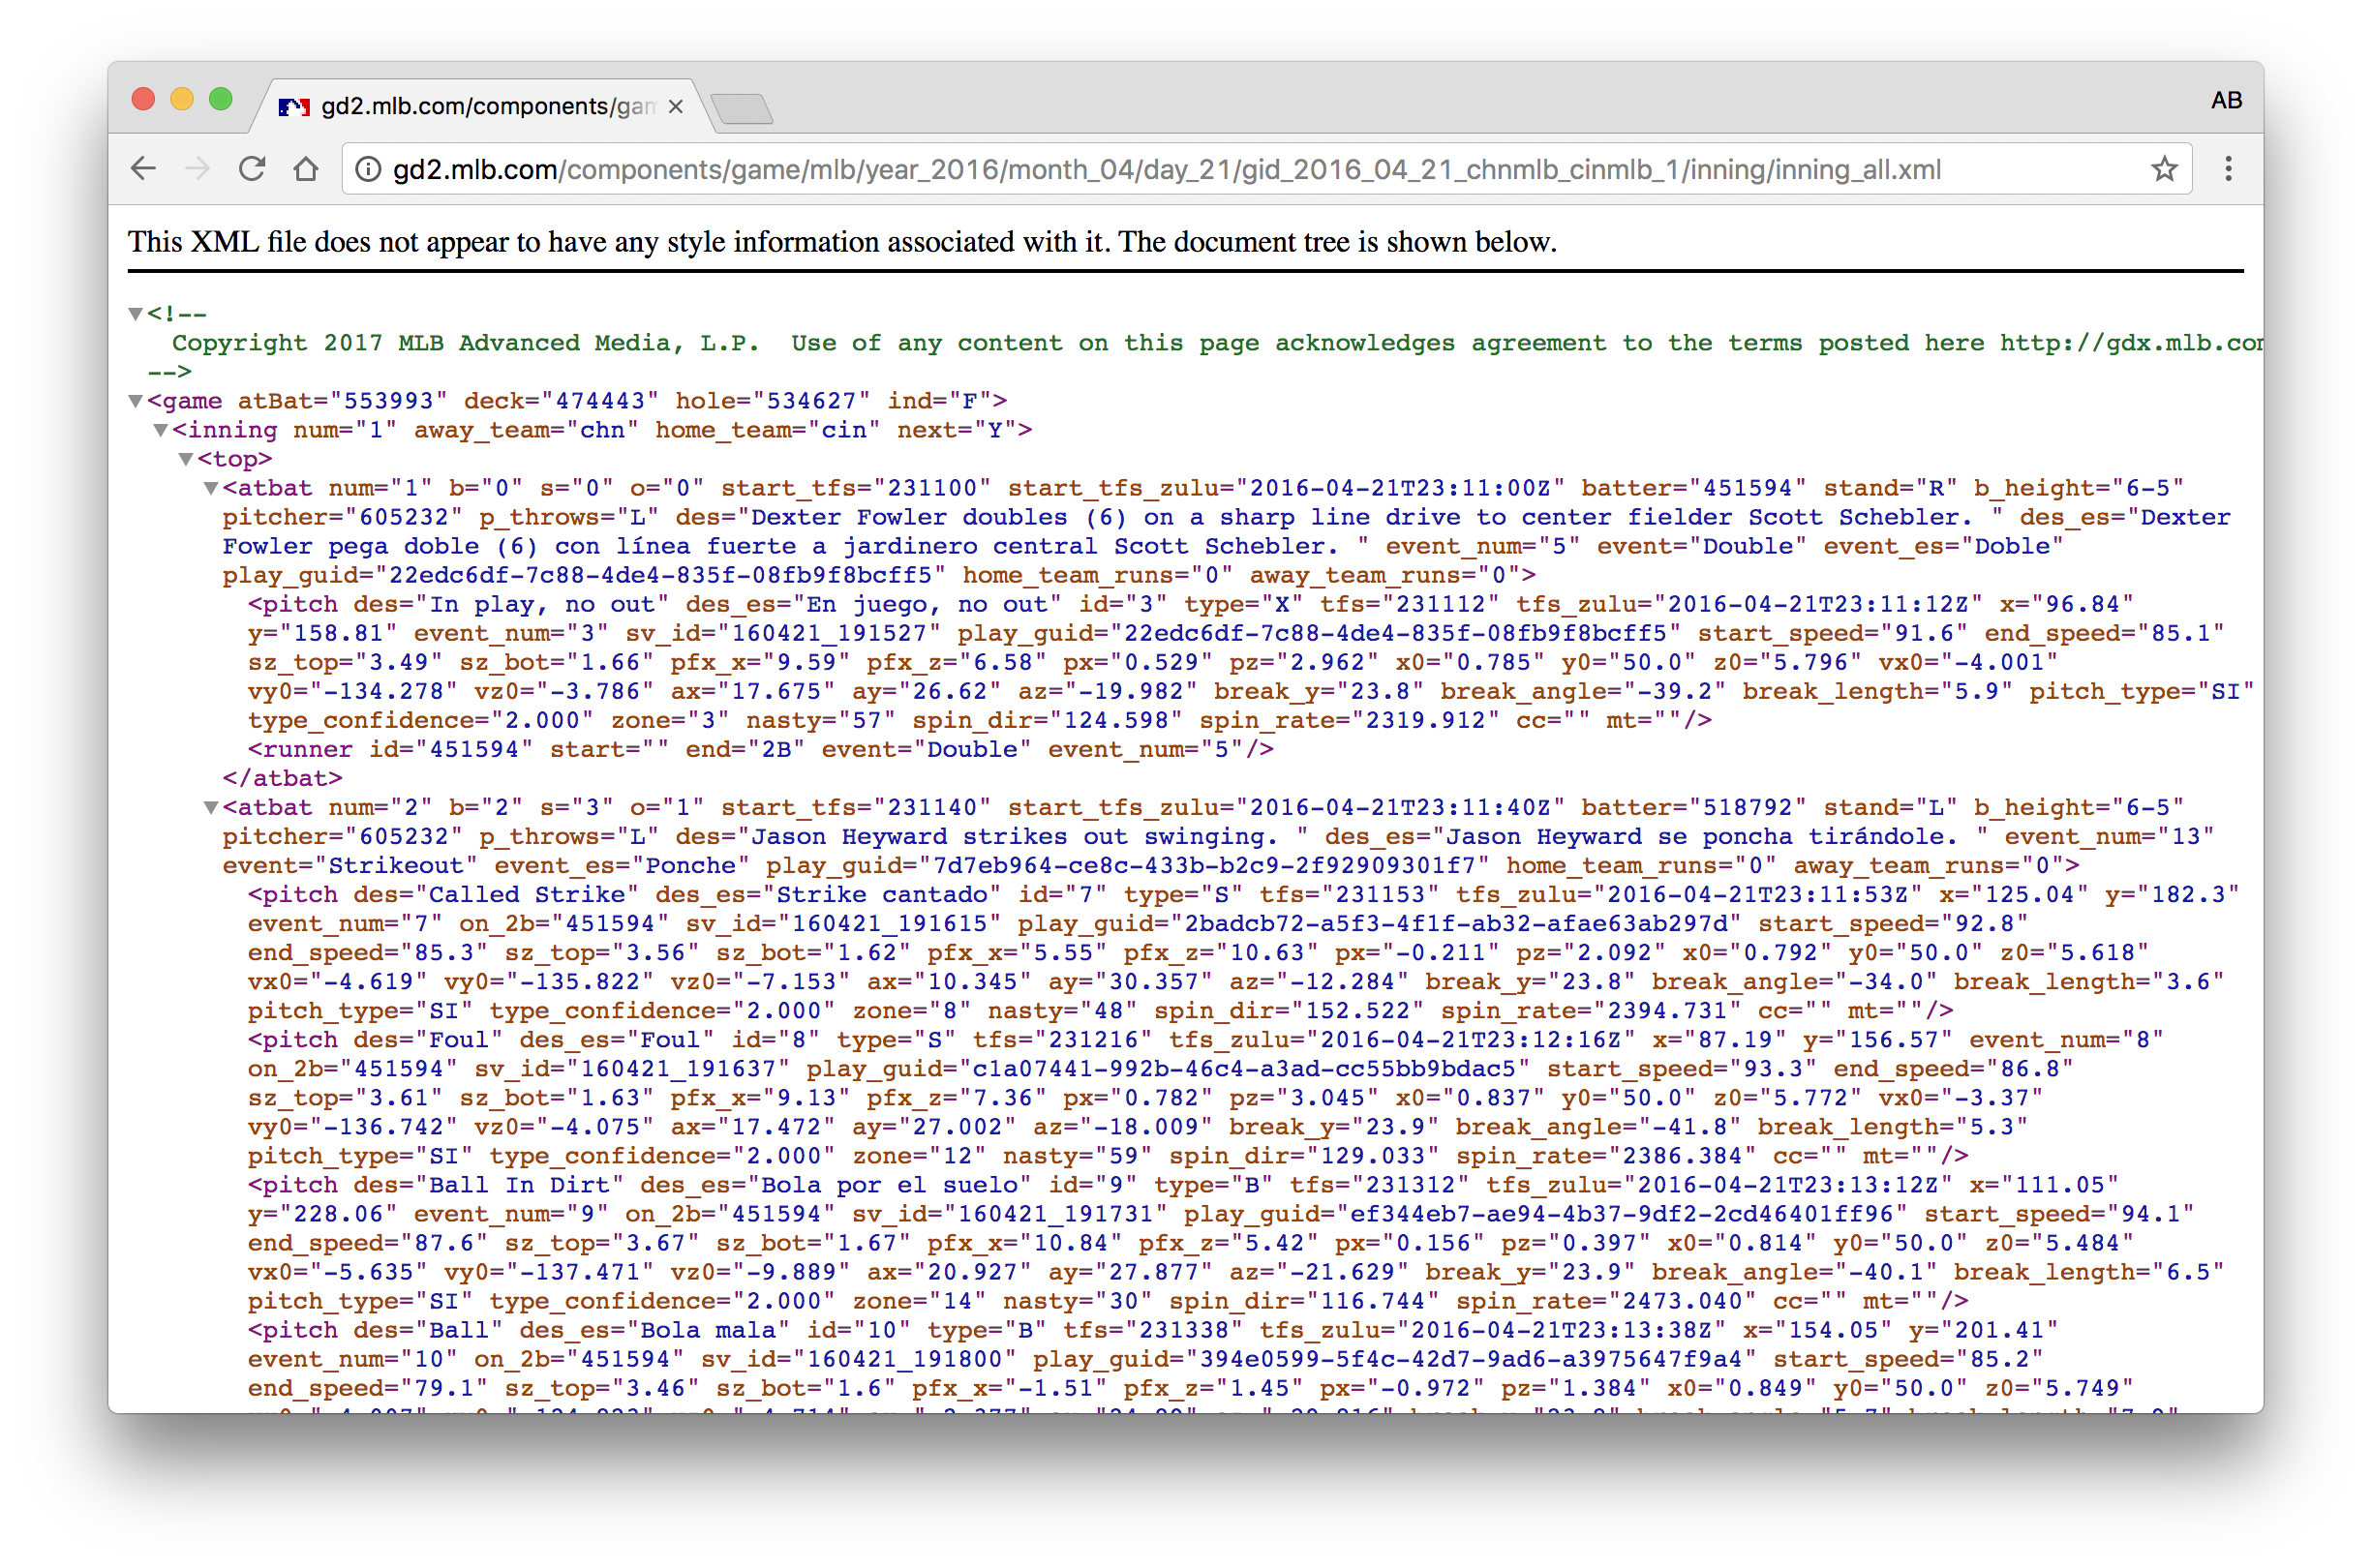 gd2.mlb.com/components/gam
AB
gd2.mlb.com/components/game/mlb/year_2016/month_04/day_21/gid_2016_04_21_chnmlb_cinmlb_1/inning/inning_all.xml
This XML file does not appear to have any style information associated with it. The document tree is shown below.
<!--
Copyright 2017 MLB Advanced Media, L.P.  Use of any content on this page acknowledges agreement to the terms posted here http://gdx.mlb.com
-->
<game atBat="553993" deck="474443" hole="534627" ind="F">
<inning num="1" away_team="chn" home_team="cin" next="Y">
<top>
<atbat num="1" b="0" s="0" o="0" start_tfs="231100" start_tfs_zulu="2016-04-21T23:11:00Z" batter="451594" stand="R" b_height="6-5"
pitcher="605232" p_throws="L" des="Dexter Fowler doubles (6) on a sharp line drive to center fielder Scott Schebler. " des_es="Dexter
Fowler pega doble (6) con línea fuerte a jardinero central Scott Schebler. " event_num="5" event="Double" event_es="Doble"
play_guid="22edc6df-7c88-4de4-835f-08fb9f8bcff5" home_team_runs="0" away_team_runs="0">
<pitch des="In play, no out" des_es="En juego, no out" id="3" type="X" tfs="231112" tfs_zulu="2016-04-21T23:11:12Z" x="96.84"
y="158.81" event_num="3" sv_id="160421_191527" play_guid="22edc6df-7c88-4de4-835f-08fb9f8bcff5" start_speed="91.6" end_speed="85.1"
sz_top="3.49" sz_bot="1.66" pfx_x="9.59" pfx_z="6.58" px="0.529" pz="2.962" x0="0.785" y0="50.0" z0="5.796" vx0="-4.001"
vy0="-134.278" vz0="-3.786" ax="17.675" ay="26.62" az="-19.982" break_y="23.8" break_angle="-39.2" break_length="5.9" pitch_type="SI"
type_confidence="2.000" zone="3" nasty="57" spin_dir="124.598" spin_rate="2319.912" cc="" mt=""/>
<runner id="451594" start="" end="2B" event="Double" event_num="5"/>
</atbat>
<atbat num="2" b="2" s="3" o="1" start_tfs="231140" start_tfs_zulu="2016-04-21T23:11:40Z" batter="518792" stand="L" b_height="6-5"
pitcher="605232" p_throws="L" des="Jason Heyward strikes out swinging. " des_es="Jason Heyward se poncha tirándole. " event_num="13"
event="Strikeout" event_es="Ponche" play_guid="7d7eb964-ce8c-433b-b2c9-2f92909301f7" home_team_runs="0" away_team_runs="0">
<pitch des="Called Strike" des_es="Strike cantado" id="7" type="S" tfs="231153" tfs_zulu="2016-04-21T23:11:53Z" x="125.04" y="182.3"
event_num="7" on_2b="451594" sv_id="160421_191615" play_guid="2badcb72-a5f3-4f1f-ab32-afae63ab297d" start_speed="92.8"
end_speed="85.3" sz_top="3.56" sz_bot="1.62" pfx_x="5.55" pfx_z="10.63" px="-0.211" pz="2.092" x0="0.792" y0="50.0" z0="5.618"
vx0="-4.619" vy0="-135.822" vz0="-7.153" ax="10.345" ay="30.357" az="-12.284" break_y="23.8" break_angle="-34.0" break_length="3.6"
pitch_type="SI" type_confidence="2.000" zone="8" nasty="48" spin_dir="152.522" spin_rate="2394.731" cc="" mt=""/>
<pitch des="Foul" des_es="Foul" id="8" type="S" tfs="231216" tfs_zulu="2016-04-21T23:12:16Z" x="87.19" y="156.57" event_num="8"
on_2b="451594" sv_id="160421_191637" play_guid="c1a07441-992b-46c4-a3ad-cc55bb9bdac5" start_speed="93.3" end_speed="86.8"
sz_top="3.61" sz_bot="1.63" pfx_x="9.13" pfx_z="7.36" px="0.782" pz="3.045" x0="0.837" y0="50.0" z0="5.772" vx0="-3.37"
vy0="-136.742" vz0="-4.075" ax="17.472" ay="27.002" az="-18.009" break_y="23.9" break_angle="-41.8" break_length="5.3"
pitch_type="SI" type_confidence="2.000" zone="12" nasty="59" spin_dir="129.033" spin_rate="2386.384" cc="" mt=""/>
<pitch des="Ball In Dirt" des_es="Bola por el suelo" id="9" type="B" tfs="231312" tfs_zulu="2016-04-21T23:13:12Z" x="111.05"
y="228.06" event_num="9" on_2b="451594" sv_id="160421_191731" play_guid="ef344eb7-ae94-4b37-9df2-2cd46401ff96" start_speed="94.1"
end_speed="87.6" sz_top="3.67" sz_bot="1.67" pfx_x="10.84" pfx_z="5.42" px="0.156" pz="0.397" x0="0.814" y0="50.0" z0="5.484"
vx0="-5.635" vy0="-137.471" vz0="-9.889" ax="20.927" ay="27.877" az="-21.629" break_y="23.9" break_angle="-40.1" break_length="6.5"
pitch_type="SI" type_confidence="2.000" zone="14" nasty="30" spin_dir="116.744" spin_rate="2473.040" cc="" mt=""/>
<pitch des="Ball" des_es="Bola mala" id="10" type="B" tfs="231338" tfs_zulu="2016-04-21T23:13:38Z" x="154.05" y="201.41"
event_num="10" on_2b="451594" sv_id="160421_191800" play_guid="394e0599-5f4c-42d7-9ad6-a3975647f9a4" start_speed="85.2"
end_speed="79.1" sz_top="3.46" sz_bot="1.6" pfx_x="-1.51" pfx_z="1.45" px="-0.972" pz="1.384" x0="0.849" y0="50.0" z0="5.749"